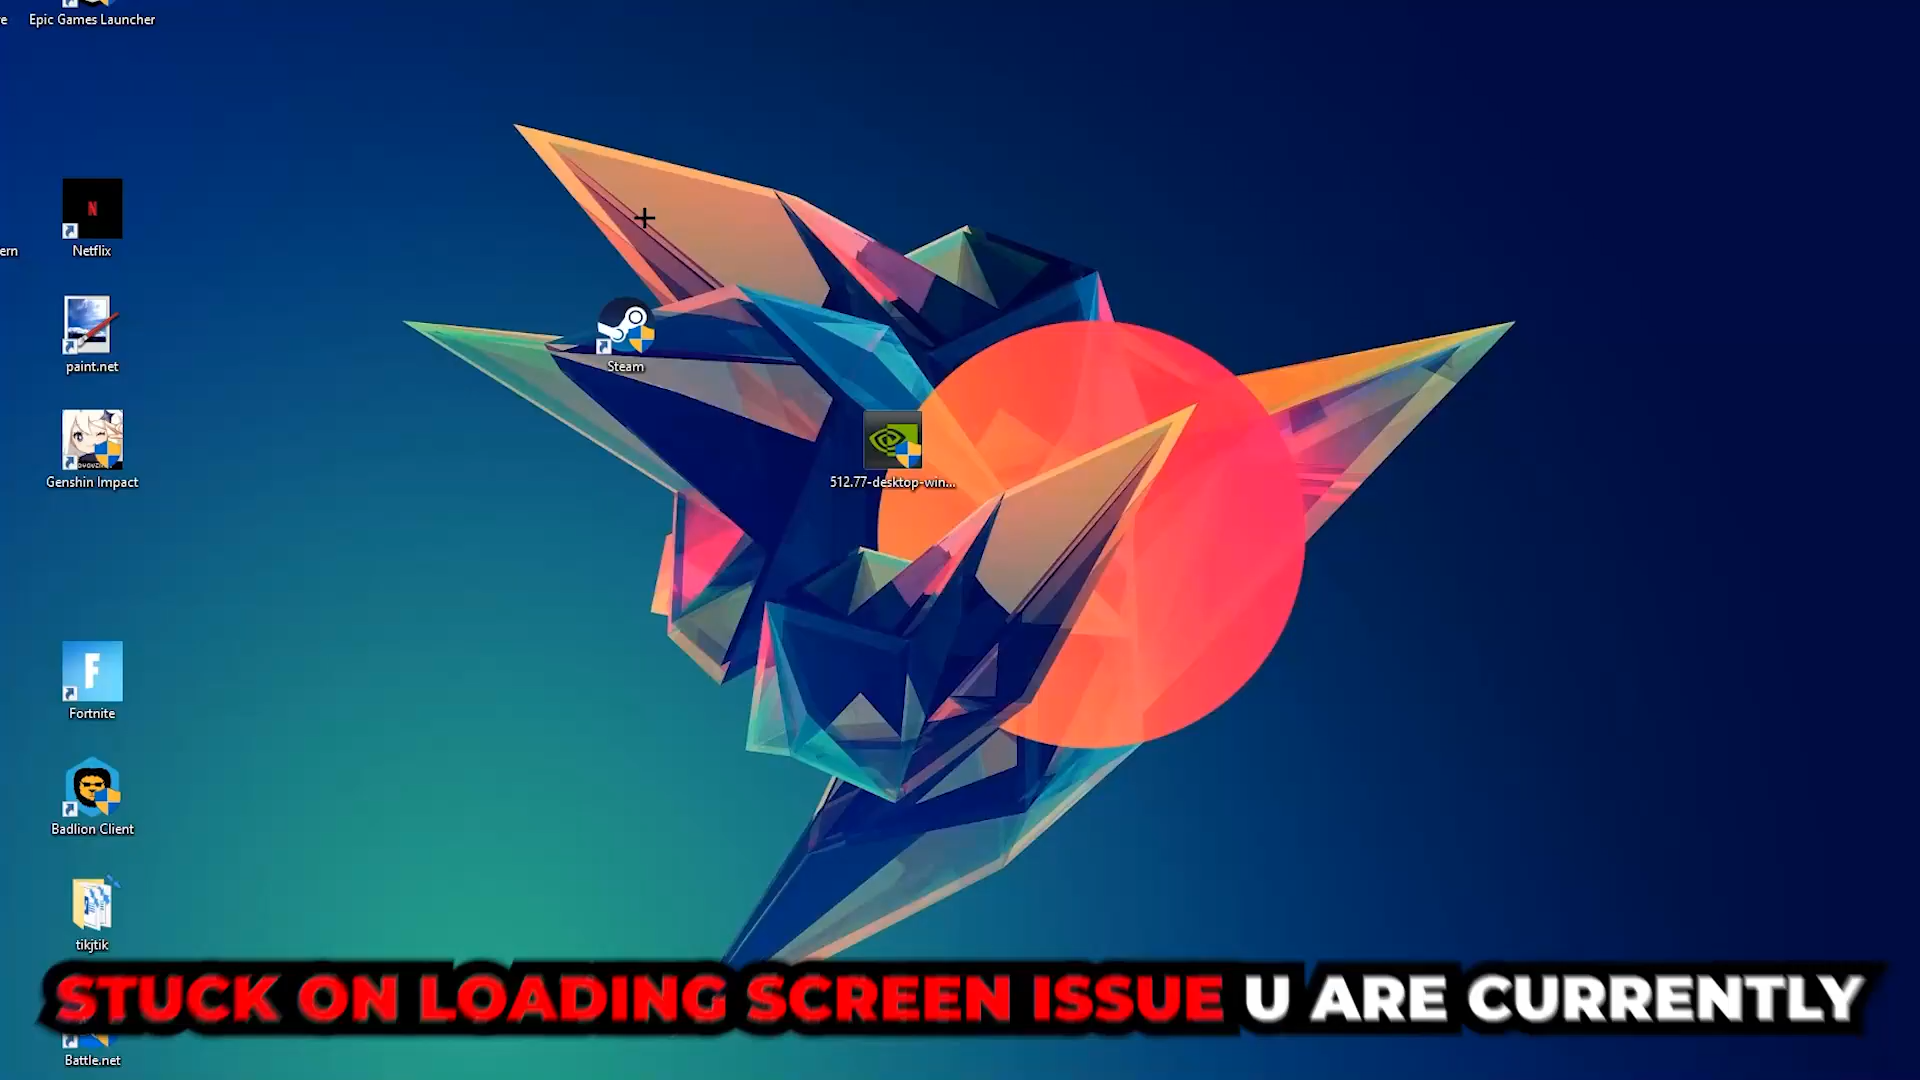 Epic Games Launcher
Netflix
ern
paint.net
Steam
Genshin Impact
512.77-desktop-win...
F
Fortnite
Badlion Client
tikjtik
STUCK ON LOADING SCREEN ISSUE U ARE CURRENTLY
Battle.net